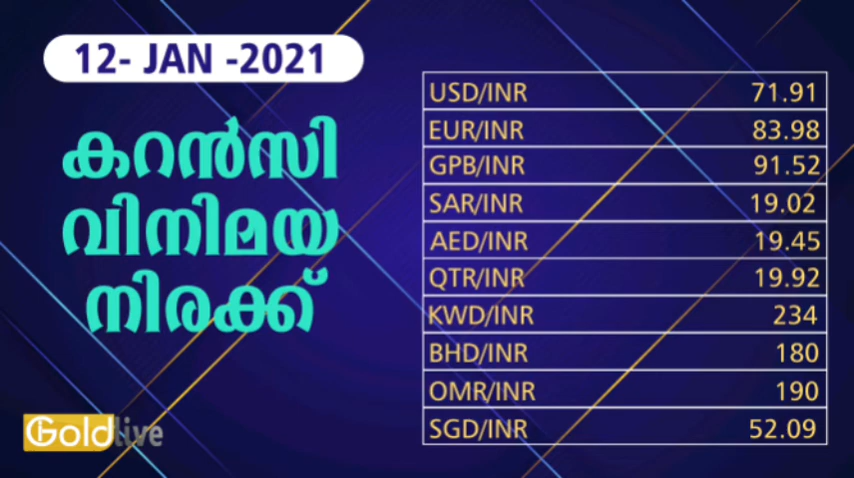 12- JAN -2021
കറൻസി
വിനിമയ
നിരക്ക്
USD/INR 71.91
EUR/INR 83.98
GPB/INR 91.52
SAR/INR 19.02
AED/INR 19.45
QTR/INR 19.92
KWD/INR 234
BHD/INR 180
OMR/INR 190
SGD/INR 52.09
Gold live